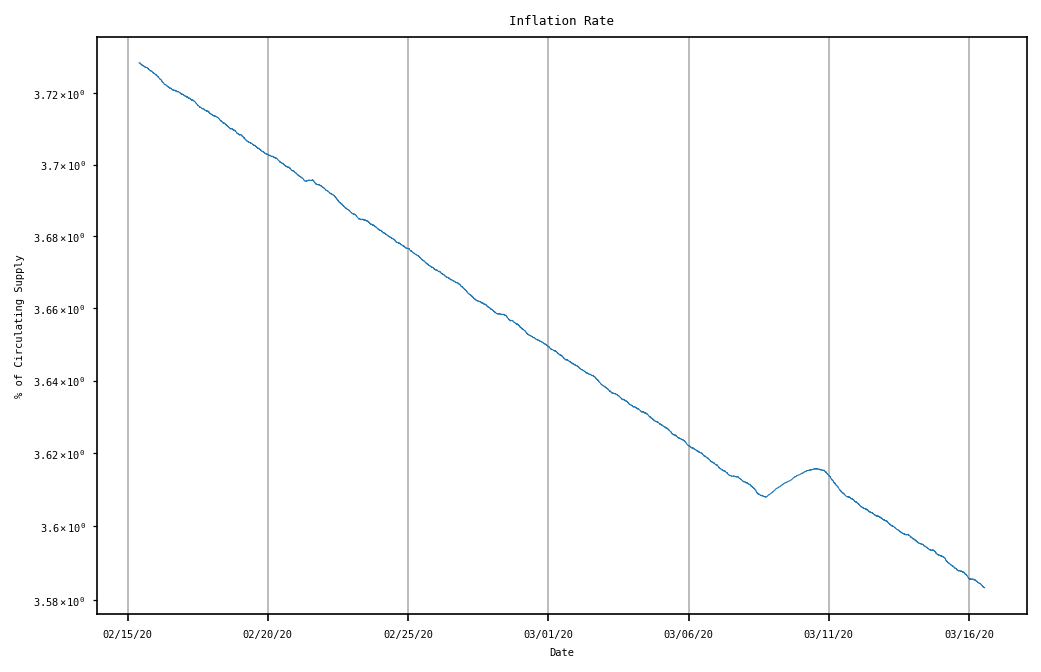 Inflation Rate
3.72×10⁰
3.7×10⁰
3.68×10⁰
3.66×10⁰
3.64×10⁰
3.62×10⁰
3.6×10⁰
3.58×10⁰
% of Circulating Supply
02/15/20 02/20/20 02/25/20 03/01/20 03/06/20 03/11/20 03/16/20
Date